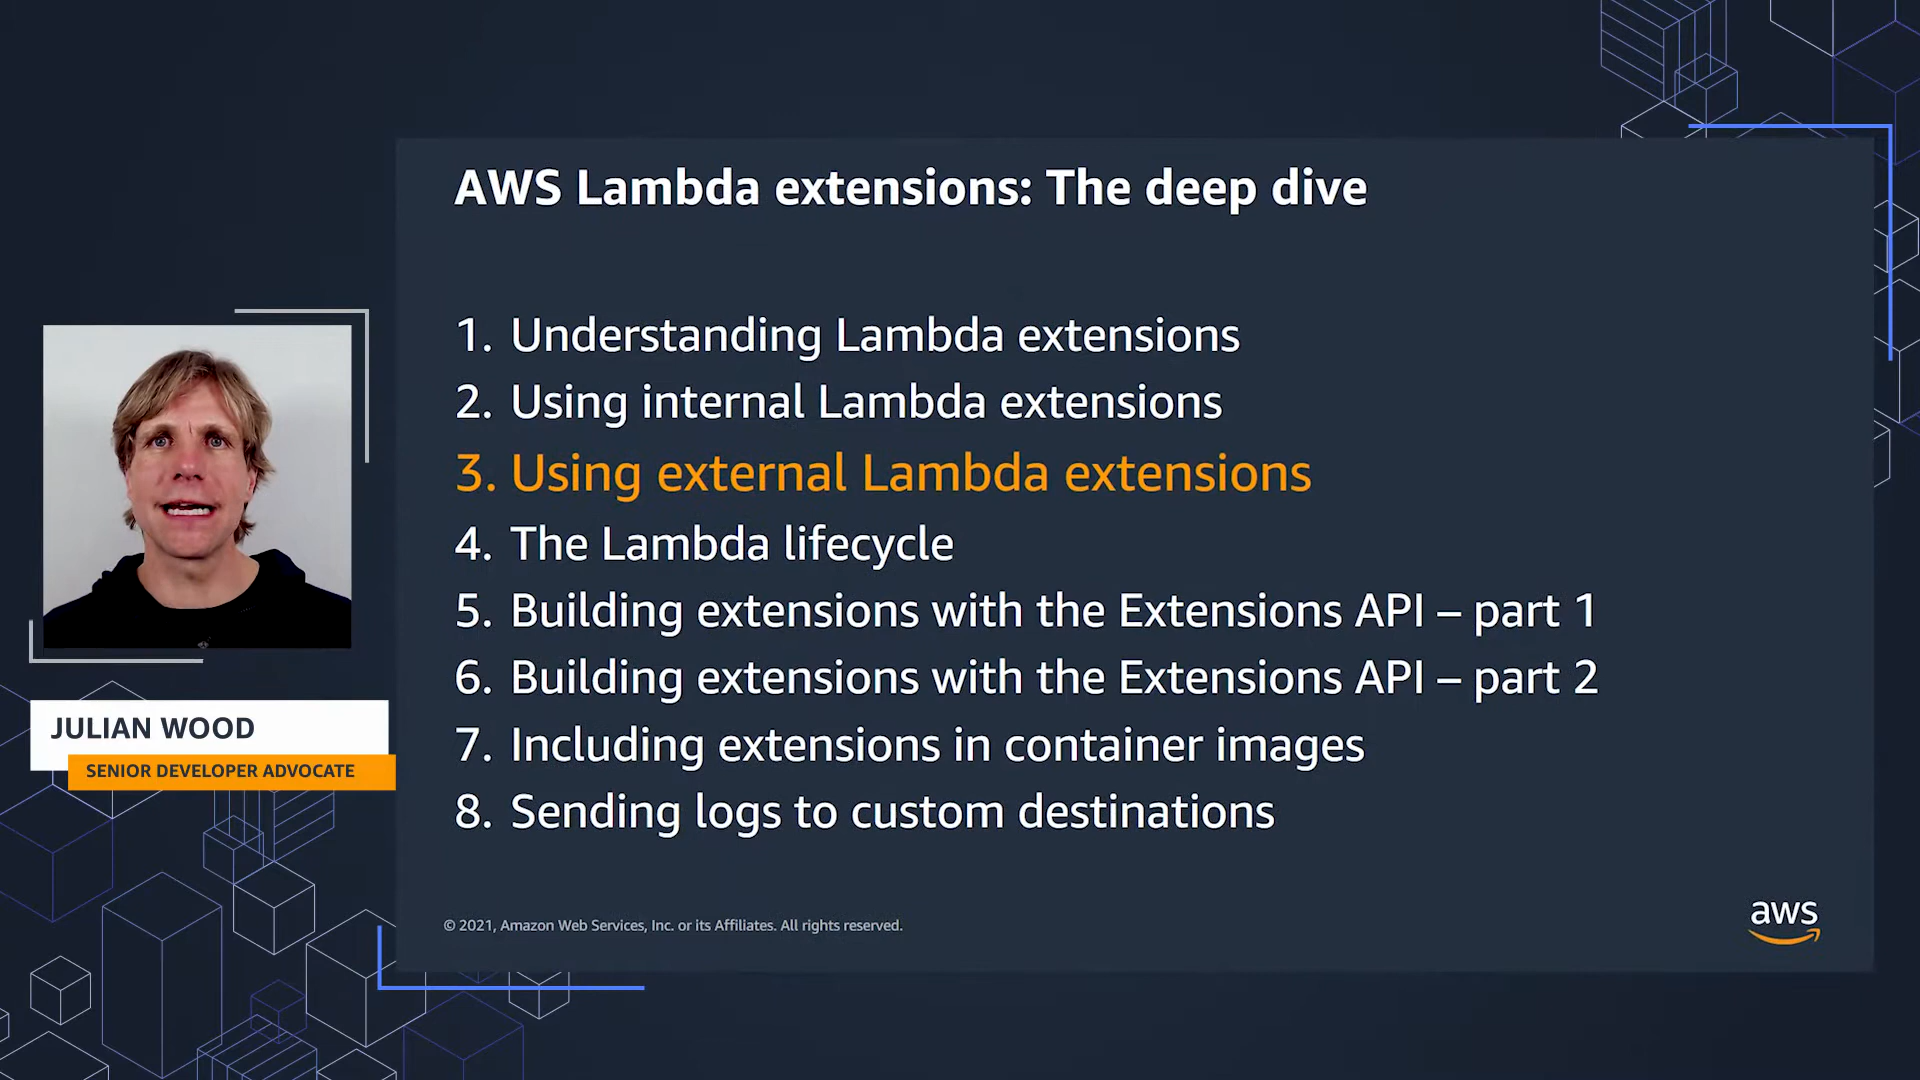 AWS Lambda extensions: The deep dive
1. Understanding Lambda extensions
2. Using internal Lambda extensions
3. Using external Lambda extensions
4. The Lambda lifecycle
5. Building extensions with the Extensions API – part 1
6. Building extensions with the Extensions API – part 2
7. Including extensions in container images
8. Sending logs to custom destinations
JULIAN WOOD
SENIOR DEVELOPER ADVOCATE
© 2021, Amazon Web Services, Inc. or its Affiliates. All rights reserved.
aws